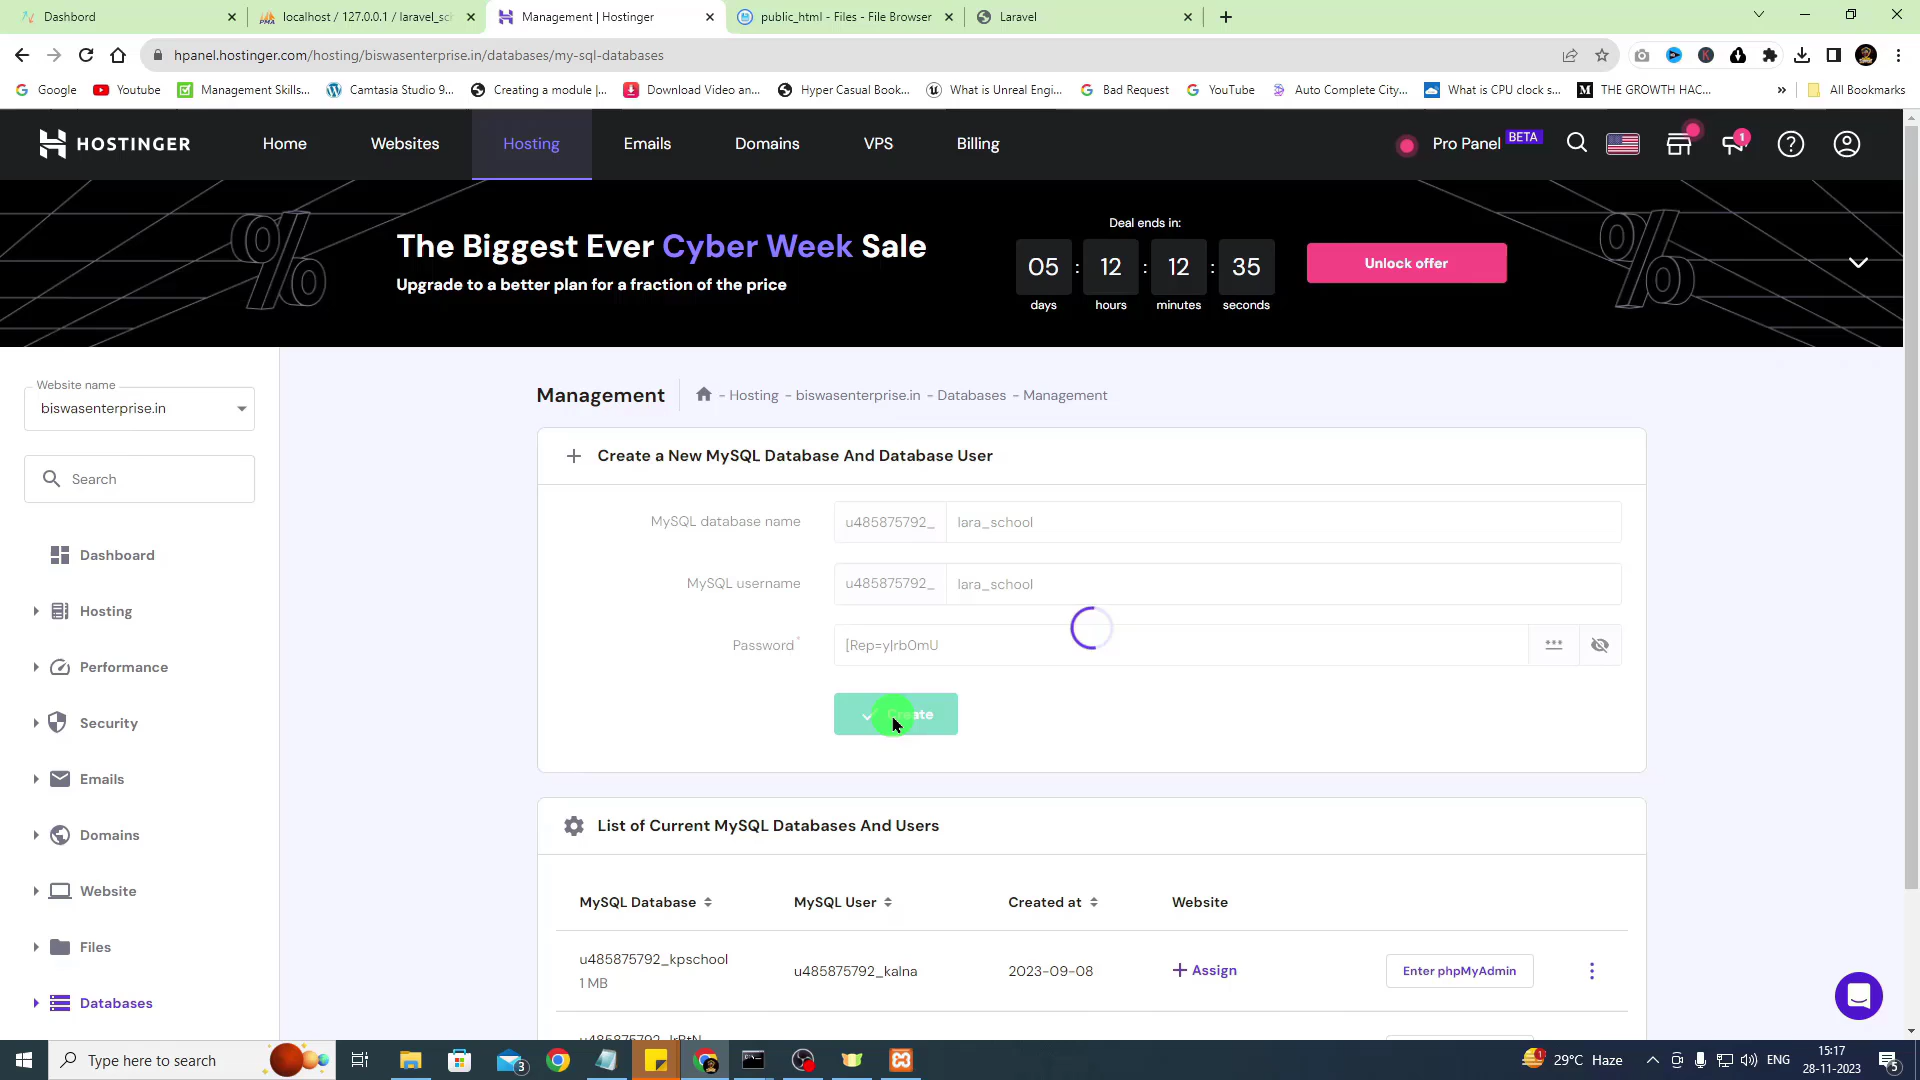 Dashbord
localhost / 127.0.0.1 / laravel_sch
Management | Hostinger
public_html - Files - File Browser
Laravel
hpanel.hostinger.com/hosting/biswasenterprise.in/databases/my-sql-databases
Google
Youtube
Management Skills...
Camtasia Studio 9...
Creating a module |...
Download Video an...
Hyper Casual Book...
What is Unreal Engi...
Bad Request
YouTube
Auto Complete City...
What is CPU clock s...
THE GROWTH HAC...
»
All Bookmarks
HOSTINGER
Home
Websites
Hosting
Emails
Domains
VPS
Billing
Pro Panel BETA
1
The Biggest Ever Cyber Week Sale
Upgrade to a better plan for a fraction of the price
Deal ends in:
05 : 12 : 12 : 35
days hours minutes seconds
Unlock offer
Website name
biswasenterprise.in
Search
Dashboard
Hosting
Performance
Security
Emails
Domains
Website
Files
Databases
Management
- Hosting - biswasenterprise.in - Databases - Management
Create a New MySQL Database And Database User
MySQL database name u485875792_ lara_school
MySQL username u485875792_ lara_school
Password* [Rep=y|rb0mU
List of Current MySQL Databases And Users
MySQL Database MySQL User Created at Website
u485875792_kpschool u485875792_kalna 2023-09-08 + Assign Enter phpMyAdmin
1 MB
Type here to search
3
29°C Haze
ENG
15:17
28-11-2023
5